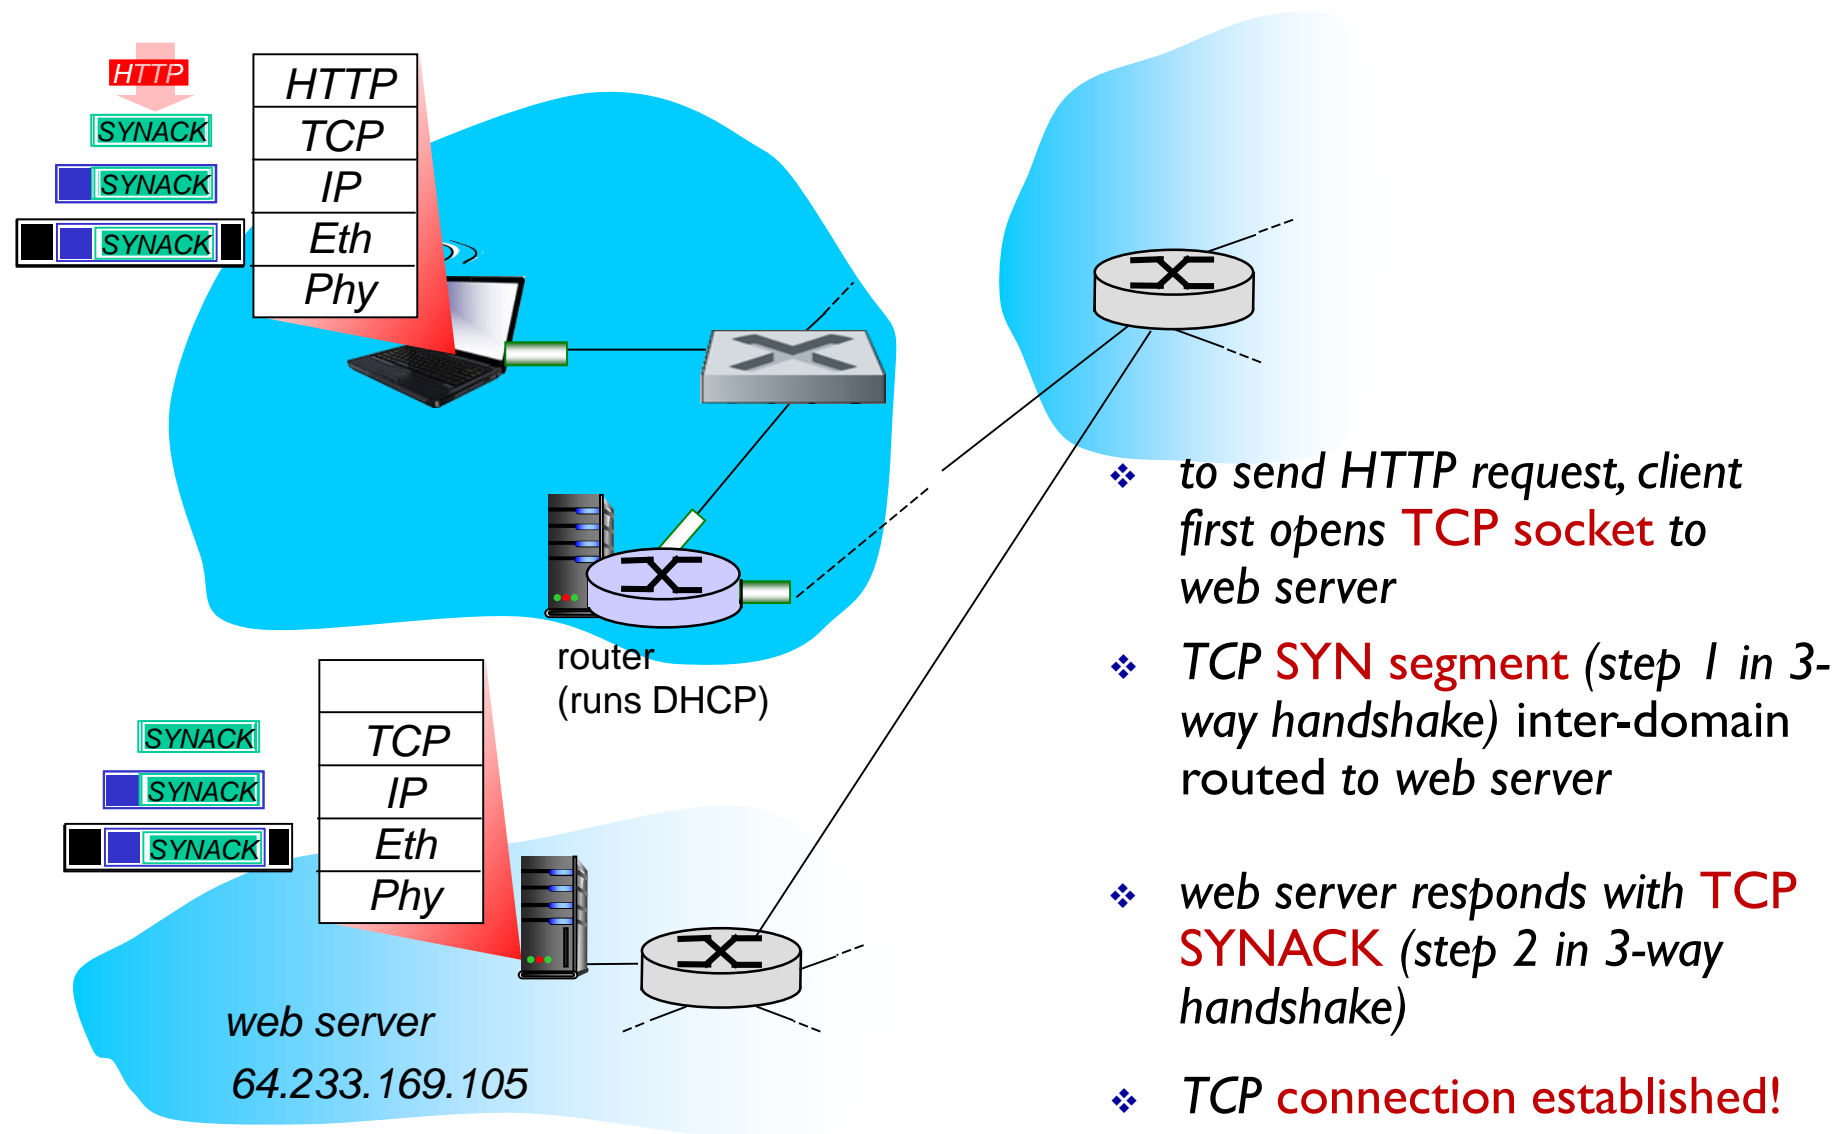 HTTP
SYNACK
SYNACK
SYNACK
HTTP
TCP
IP
Eth
Phy
router
(runs DHCP)
SYNACK
SYNACK
SYNACK
TCP
IP
Eth
Phy
web server
64.233.169.105
to send HTTP request, client
first opens TCP socket to
web server
TCP SYN segment (step 1 in 3-
way handshake) inter-domain
routed to web server
web server responds with TCP
SYNACK (step 2 in 3-way
handshake)
TCP connection established!